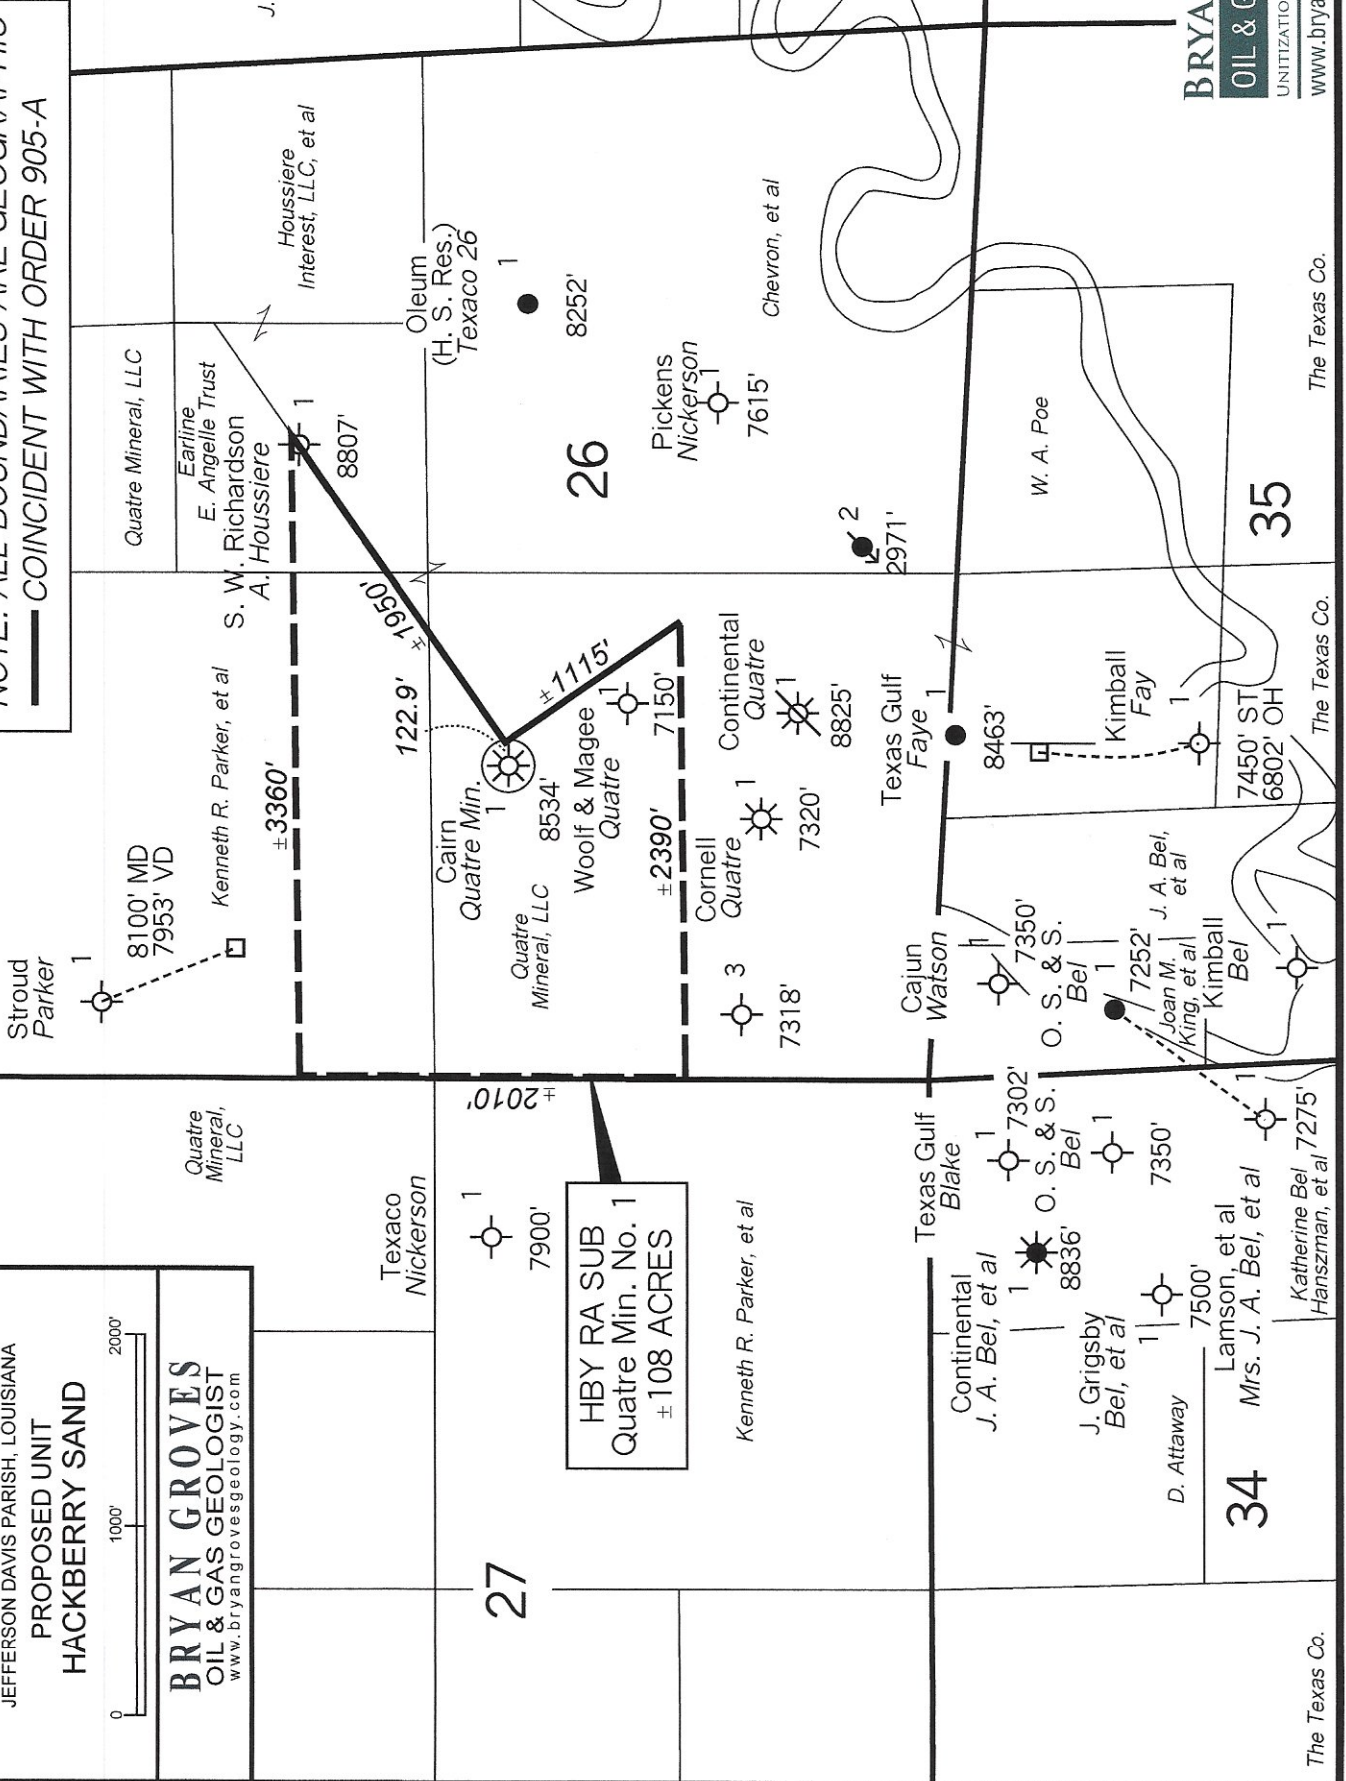 NOTE: ALL BOUNDARIES ARE GEOGRAPHIC
COINCIDENT WITH ORDER 905-A
J.
JEFFERSON DAVIS PARISH, LOUISIANA
PROPOSED UNIT
HACKBERRY SAND
0 1000' 2000'
BRYAN GROVES
OIL & GAS GEOLOGIST
www.bryangrovesgeology.com
Stroud
Parker
1
8100' MD
7953' VD
Kenneth R. Parker, et al
Quatre Mineral, LLC
Earline
E. Angelle Trust
S. W. Richardson
A. Houssiere
1
8807'
Houssiere
Interest, LLC, et al
Quatre
Mineral,
LLC
±3360'
±1950'
122.9'
±1115'
±2390'
±2010'
Oleum
(H. S. Res.)
Texaco 26
1
8252'
Texaco
Nickerson
1
7900'
Cairn
Quatre Min.
1
8534'
Quatre
Mineral, LLC
Woolf & Magee
Quatre
1
7150'
HBY RA SUB
Quatre Min. No. 1
±108 ACRES
27
26
Pickens
Nickerson
1
7615'
Chevron, et al
Kenneth R. Parker, et al
Cornell
Quatre
3
7318'
7320'
Continental
Quatre
1
8825'
2
2971'
Texas Gulf
Faye
1
8463'
Cajun
Watson
1
7350'
Texas Gulf
Blake
1
7302'
Continental
J. A. Bel, et al
1
8836'
O. S. & S.
Bel
1
7350'
O. S. & S.
Bel
1
7252'
J. A. Bel,
et al
Joan M.
King, et al
Kimball
Bel
1
Kimball
Fay
1
7450' ST
6802' OH
W. A. Poe
J. Grigsby
Bel, et al
1
7500'
D. Attaway
Lamson, et al
Mrs. J. A. Bel, et al
1
7275'
Katherine Bel
Hanszman, et al
34
35
The Texas Co.
The Texas Co.
The Texas Co.
BRYA
OIL & G
UNITIZATIO
www.brya